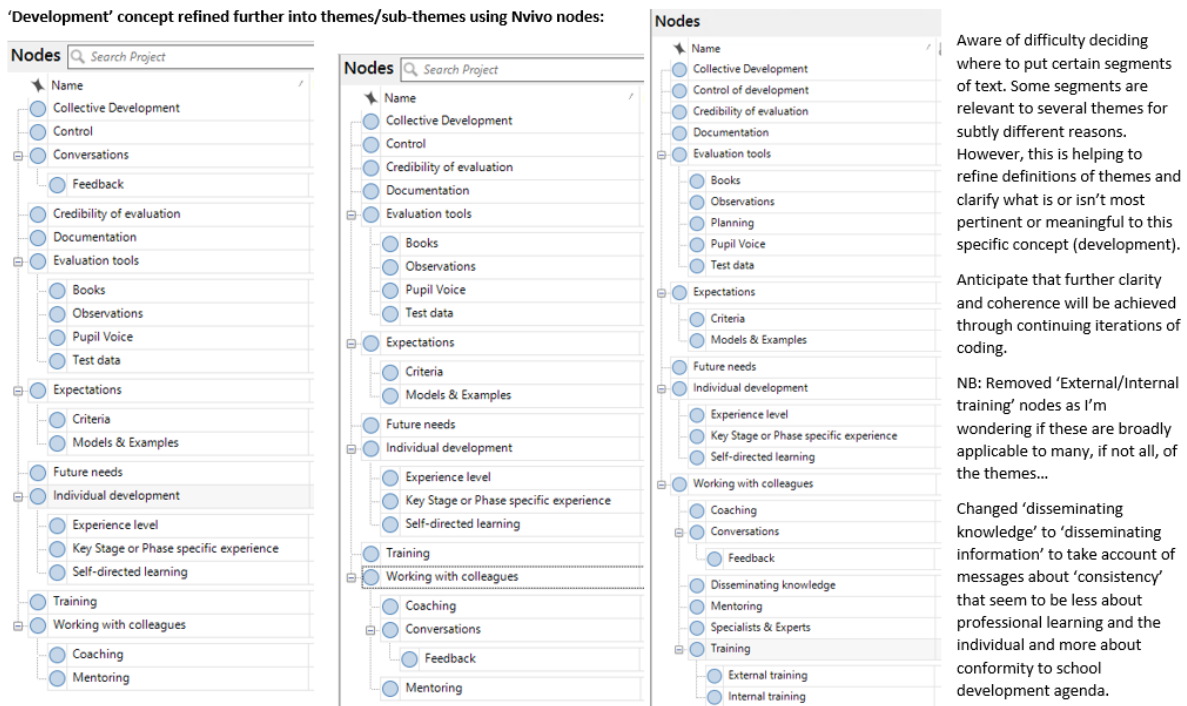 ‘Development’ concept refined further into themes/sub-themes using Nvivo nodes:
Nodes
Search Project
Name
Collective Development
Control
Conversations
Feedback
Credibility of evaluation
Documentation
Evaluation tools
Books
Observations
Pupil Voice
Test data
Expectations
Criteria
Models & Examples
Future needs
Individual development
Experience level
Key Stage or Phase specific experience
Self-directed learning
Training
Working with colleagues
Coaching
Mentoring
Nodes
Search Project
Name
Collective Development
Control
Credibility of evaluation
Documentation
Evaluation tools
Books
Observations
Pupil Voice
Test data
Expectations
Criteria
Models & Examples
Future needs
Individual development
Experience level
Key Stage or Phase specific experience
Self-directed learning
Training
Working with colleagues
Coaching
Conversations
Feedback
Mentoring
Nodes
Name
Collective Development
Control of development
Credibility of evaluation
Documentation
Evaluation tools
Books
Observations
Planning
Pupil Voice
Test data
Expectations
Criteria
Models & Examples
Future needs
Individual development
Experience level
Key Stage or Phase specific experience
Self-directed learning
Working with colleagues
Coaching
Conversations
Feedback
Disseminating knowledge
Mentoring
Specialists & Experts
Training
External training
Internal training
Aware of difficulty deciding
where to put certain segments
of text. Some segments are
relevant to several themes for
subtly different reasons.
However, this is helping to
refine definitions of themes and
clarify what is or isn’t most
pertinent or meaningful to this
specific concept (development).
Anticipate that further clarity
and coherence will be achieved
through continuing iterations of
coding.
NB: Removed ‘External/Internal
training’ nodes as I’m
wondering if these are broadly
applicable to many, if not all, of
the themes…
Changed ‘disseminating
knowledge’ to ‘disseminating
information’ to take account of
messages about ‘consistency’
that seem to be less about
professional learning and the
individual and more about
conformity to school
development agenda.